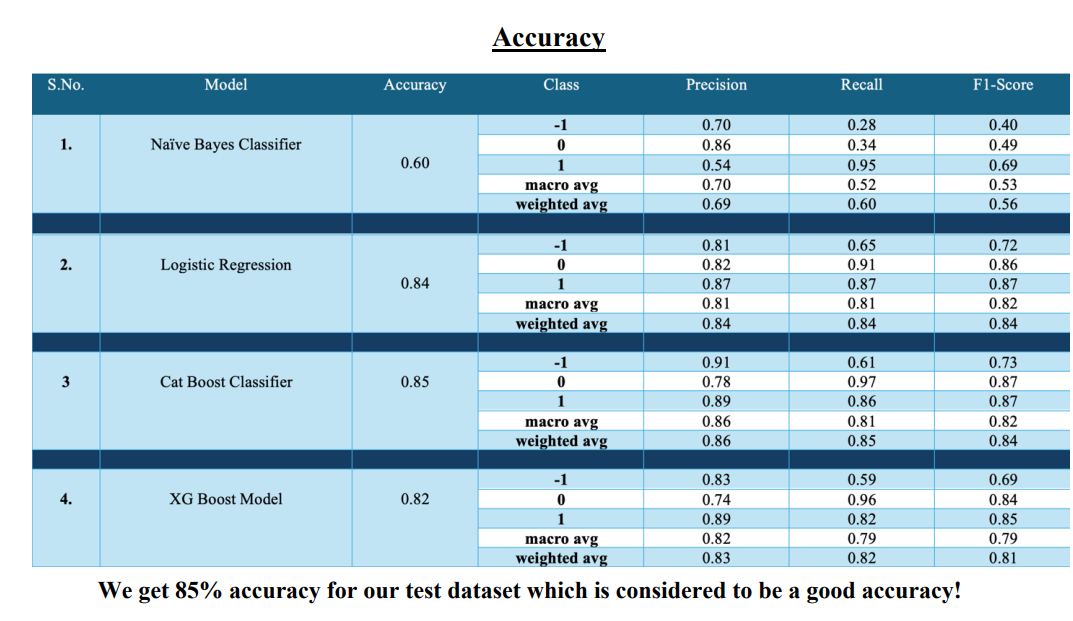 Accuracy
S.No. Model Accuracy Class Precision Recall F1-Score
-1 0.70 0.28 0.40
1. Naïve Bayes Classifier 0 0.86 0.34 0.49
0.60 1 0.54 0.95 0.69
macro avg 0.70 0.52 0.53
weighted avg 0.69 0.60 0.56
-1 0.81 0.65 0.72
2. Logistic Regression 0 0.82 0.91 0.86
0.84 1 0.87 0.87 0.87
macro avg 0.81 0.81 0.82
weighted avg 0.84 0.84 0.84
-1 0.91 0.61 0.73
3 Cat Boost Classifier 0.85 0 0.78 0.97 0.87
1 0.89 0.86 0.87
macro avg 0.86 0.81 0.82
weighted avg 0.86 0.85 0.84
-1 0.83 0.59 0.69
4. XG Boost Model 0.82 0 0.74 0.96 0.84
1 0.89 0.82 0.85
macro avg 0.82 0.79 0.79
weighted avg 0.83 0.82 0.81
We get 85% accuracy for our test dataset which is considered to be a good accuracy!